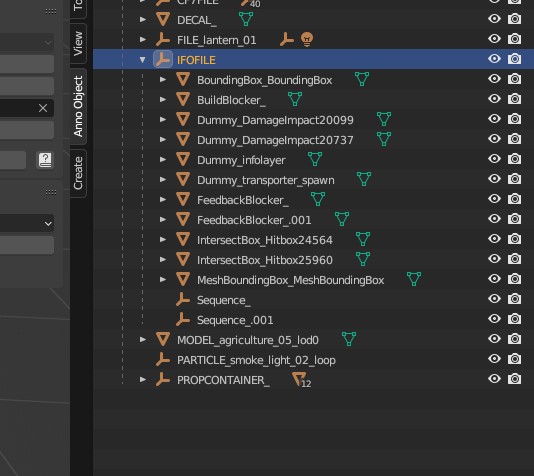 CF7FILE
40
DECAL_
FILE_lantern_01
IFOFILE
BoundingBox_BoundingBox
BuildBlocker_
Dummy_DamageImpact20099
Dummy_DamageImpact20737
Dummy_infolayer
Dummy_transporter_spawn
FeedbackBlocker_
FeedbackBlocker_.001
IntersectBox_Hitbox24564
IntersectBox_Hitbox25960
MeshBoundingBox_MeshBoundingBox
Sequence_
Sequence_.001
MODEL_agriculture_05_lod0
PARTICLE_smoke_light_02_loop
PROPCONTAINER_
12
View
Anno Object
Create